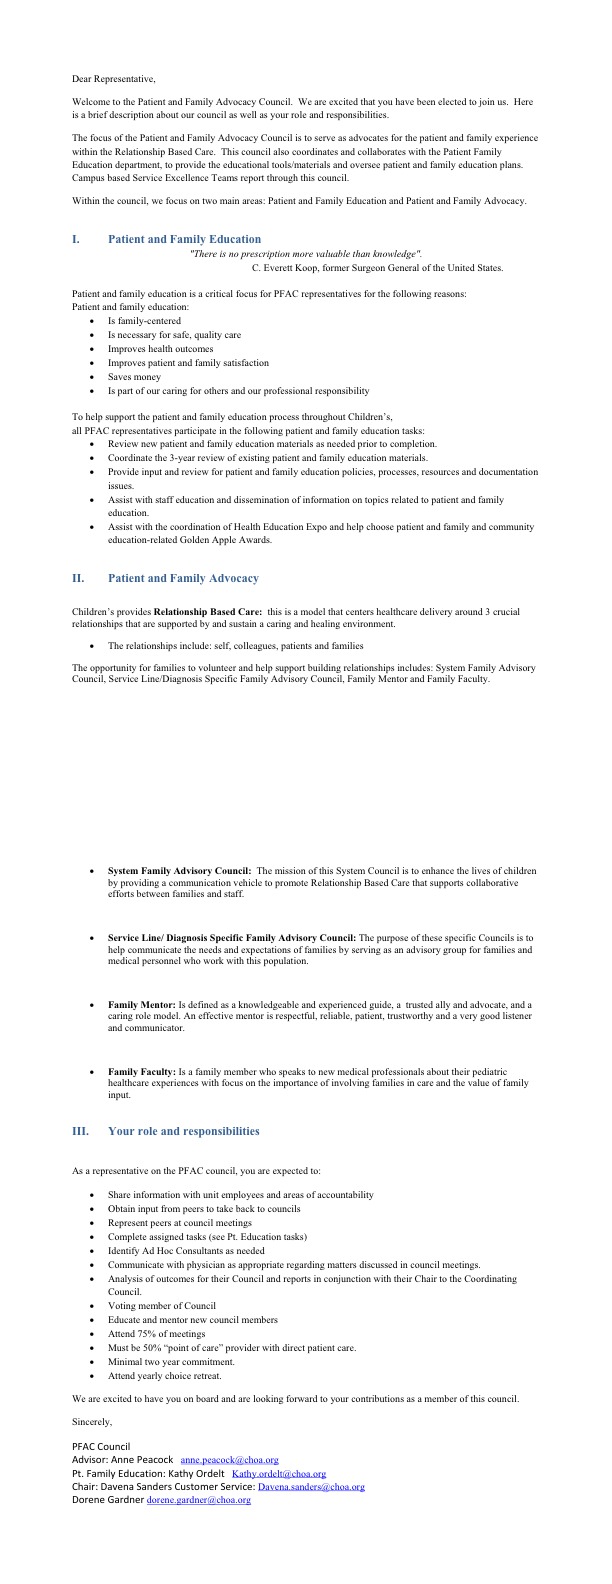 Dear Representative,
Welcome to the Patient and Family Advocacy Council.  We are excited that you have been elected to join us.  Here
is a brief description about our council as well as your role and responsibilities.
The focus of the Patient and Family Advocacy Council is to serve as advocates for the patient and family experience
within the Relationship Based Care.  This council also coordinates and collaborates with the Patient Family
Education department, to provide the educational tools/materials and oversee patient and family education plans.
Campus based Service Excellence Teams report through this council.
Within the council, we focus on two main areas: Patient and Family Education and Patient and Family Advocacy.
I. Patient and Family Education
"There is no prescription more valuable than knowledge".
C. Everett Koop, former Surgeon General of the United States.
Patient and family education is a critical focus for PFAC representatives for the following reasons:
Patient and family education:
• Is family-centered
• Is necessary for safe, quality care
• Improves health outcomes
• Improves patient and family satisfaction
• Saves money
• Is part of our caring for others and our professional responsibility
To help support the patient and family education process throughout Children's,
all PFAC representatives participate in the following patient and family education tasks:
• Review new patient and family education materials as needed prior to completion.
• Coordinate the 3-year review of existing patient and family education materials.
• Provide input and review for patient and family education policies, processes, resources and documentation
issues.
• Assist with staff education and dissemination of information on topics related to patient and family
education.
• Assist with the coordination of Health Education Expo and help choose patient and family and community
education-related Golden Apple Awards.
II. Patient and Family Advocacy
Children's provides Relationship Based Care:  this is a model that centers healthcare delivery around 3 crucial
relationships that are supported by and sustain a caring and healing environment.
• The relationships include: self, colleagues, patients and families
The opportunity for families to volunteer and help support building relationships includes: System Family Advisory
Council, Service Line/Diagnosis Specific Family Advisory Council, Family Mentor and Family Faculty.
• System Family Advisory Council:  The mission of this System Council is to enhance the lives of children
by providing a communication vehicle to promote Relationship Based Care that supports collaborative
efforts between families and staff.
• Service Line/ Diagnosis Specific Family Advisory Council: The purpose of these specific Councils is to
help communicate the needs and expectations of families by serving as an advisory group for families and
medical personnel who work with this population.
• Family Mentor: Is defined as a knowledgeable and experienced guide, a  trusted ally and advocate, and a
caring role model. An effective mentor is respectful, reliable, patient, trustworthy and a very good listener
and communicator.
• Family Faculty: Is a family member who speaks to new medical professionals about their pediatric
healthcare experiences with focus on the importance of involving families in care and the value of family
input.
III. Your role and responsibilities
As a representative on the PFAC council, you are expected to:
• Share information with unit employees and areas of accountability
• Obtain input from peers to take back to councils
• Represent peers at council meetings
• Complete assigned tasks (see Pt. Education tasks)
• Identify Ad Hoc Consultants as needed
• Communicate with physician as appropriate regarding matters discussed in council meetings.
• Analysis of outcomes for their Council and reports in conjunction with their Chair to the Coordinating
Council.
• Voting member of Council
• Educate and mentor new council members
• Attend 75% of meetings
• Must be 50% “point of care” provider with direct patient care.
• Minimal two year commitment.
• Attend yearly choice retreat.
We are excited to have you on board and are looking forward to your contributions as a member of this council.
Sincerely,
PFAC Council
Advisor: Anne Peacock   anne.peacock@choa.org
Pt. Family Education: Kathy Ordelt   Kathy.ordelt@choa.org
Chair: Davena Sanders Customer Service: Davena.sanders@choa.org
Dorene Gardner dorene.gardner@choa.org